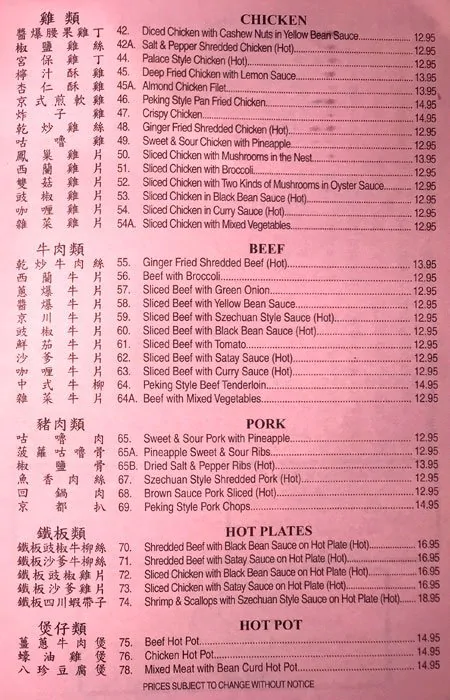 雞類 CHICKEN
醬爆腰果雞丁 42. Diced Chicken with Cashew Nuts in Yellow Bean Sauce 12.95
椒鹽雞絲 42A. Salt & Pepper Shredded Chicken (Hot) 12.95
宮保雞丁 44. Palace Style Chicken (Hot) 12.95
檸汁酥雞 45. Deep Fried Chicken with Lemon Sauce 13.95
杏仁酥雞 45A. Almond Chicken Filet 13.95
京式煎軟雞 46. Peking Style Pan Fried Chicken 14.95
炸子雞 47. Crispy Chicken 14.95
乾炒雞絲 48. Ginger Fried Shredded Chicken (Hot) 12.95
咕嚕雞 49. Sweet & Sour Chicken with Pineapple 12.95
鳳巢雞片 50. Sliced Chicken with Mushrooms in the Nest 13.95
西蘭雞片 51. Sliced Chicken with Broccoli 12.95
雙菇雞片 52. Sliced Chicken with Two Kinds of Mushrooms in Oyster Sauce 12.95
豉椒雞片 53. Sliced Chicken in Black Bean Sauce (Hot) 12.95
咖喱雞片 54. Sliced Chicken in Curry Sauce (Hot) 12.95
雜菜雞片 54A. Sliced Chicken with Mixed Vegetables 12.95
牛肉類 BEEF
乾炒牛肉絲 55. Ginger Fried Shredded Beef (Hot) 13.95
西蘭牛片 56. Beef with Broccoli 12.95
蔥爆牛片 57. Sliced Beef with Green Onion 12.95
醬爆牛片 58. Sliced Beef with Yellow Bean Sauce 12.95
京川牛片 59. Sliced Beef with Szechuan Style Sauce (Hot) 12.95
豉椒牛片 60. Sliced Beef with Black Bean Sauce (Hot) 12.95
鮮茄牛片 61. Sliced Beef with Tomato 12.95
沙爹牛片 62. Sliced Beef with Satay Sauce (Hot) 12.95
咖喱牛片 63. Sliced Beef with Curry Sauce (Hot) 12.95
中式牛柳 64. Peking Style Beef Tenderloin 14.95
雜菜牛片 64A. Beef with Mixed Vegetables 12.95
豬肉類 PORK
咕嚕肉 65. Sweet & Sour Pork with Pineapple 12.95
菠蘿咕嚕骨 65A. Pineapple Sweet & Sour Ribs 12.95
椒鹽骨 65B. Dried Salt & Pepper Ribs (Hot) 13.95
魚香肉絲 67. Szechuan Style Shredded Pork (Hot) 12.95
回鍋肉 68. Brown Sauce Pork Sliced (Hot) 12.95
京都扒 69. Peking Style Pork Chops 14.95
鐵板類 HOT PLATES
鐵板豉椒牛柳絲 70. Shredded Beef with Black Bean Sauce on Hot Plate (Hot) 16.95
鐵板沙爹牛柳絲 71. Shredded Beef with Satay Sauce on Hot Plate (Hot) 16.95
鐵板豉椒雞片 72. Sliced Chicken with Black Bean Sauce on Hot Plate (Hot) 16.95
鐵板沙爹雞片 73. Sliced Chicken with Satay Sauce on Hot Plate (Hot) 16.95
鐵板四川蝦帶子 74. Shrimp & Scallops with Szechuan Style Sauce on Hot Plate (Hot) 18.95
煲仔類 HOT POT
薑蔥牛肉煲 75. Beef Hot Pot 14.95
蠔油雞煲 76. Chicken Hot Pot 14.95
八珍豆腐煲 78. Mixed Meat with Bean Curd Hot Pot 14.95
PRICES SUBJECT TO CHANGE WITHOUT NOTICE